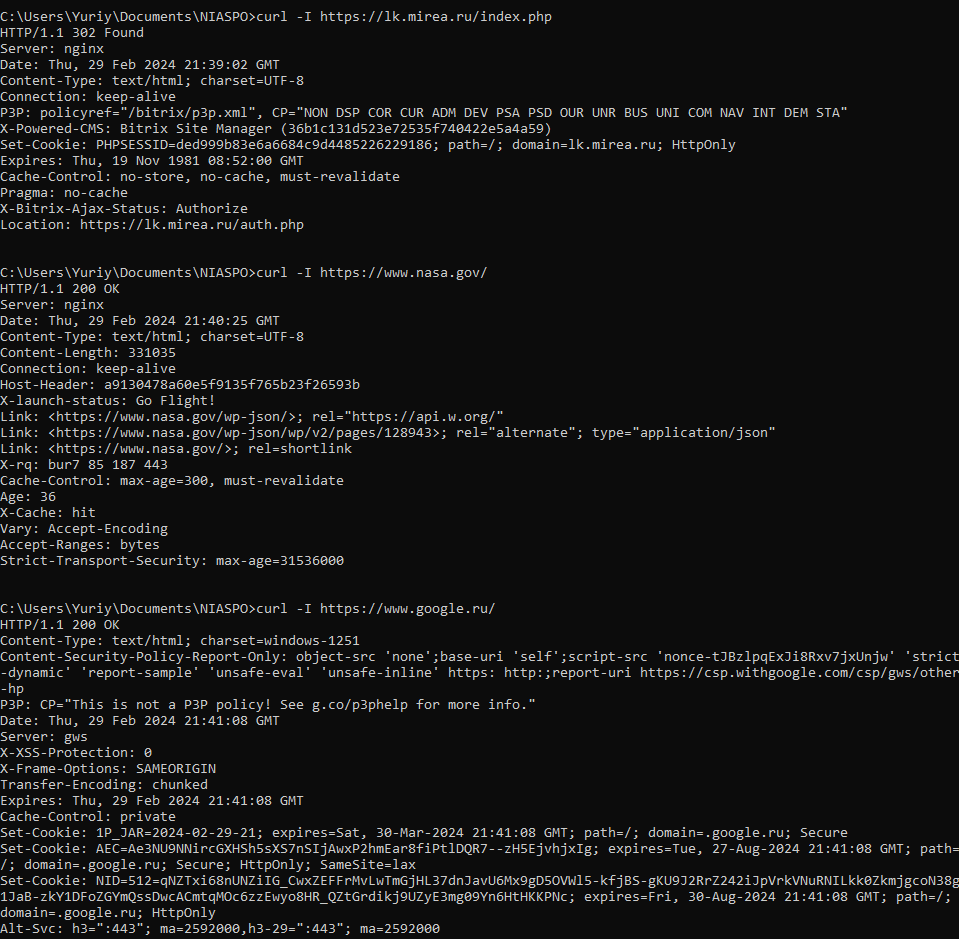 C:\Users\Yuriy\Documents\NIASPO>curl -I https://lk.mirea.ru/index.php
HTTP/1.1 302 Found
Server: nginx
Date: Thu, 29 Feb 2024 21:39:02 GMT
Content-Type: text/html; charset=UTF-8
Connection: keep-alive
P3P: policyref="/bitrix/p3p.xml", CP="NON DSP COR CUR ADM DEV PSA PSD OUR UNR BUS UNI COM NAV INT DEM STA"
X-Powered-CMS: Bitrix Site Manager (36b1c131d523e72535f740422e5a4a59)
Set-Cookie: PHPSESSID=ded999b83e6a6684c9d4485226229186; path=/; domain=lk.mirea.ru; HttpOnly
Expires: Thu, 19 Nov 1981 08:52:00 GMT
Cache-Control: no-store, no-cache, must-revalidate
Pragma: no-cache
X-Bitrix-Ajax-Status: Authorize
Location: https://lk.mirea.ru/auth.php
C:\Users\Yuriy\Documents\NIASPO>curl -I https://www.nasa.gov/
HTTP/1.1 200 OK
Server: nginx
Date: Thu, 29 Feb 2024 21:40:25 GMT
Content-Type: text/html; charset=UTF-8
Content-Length: 331035
Connection: keep-alive
Host-Header: a9130478a60e5f9135f765b23f26593b
X-launch-status: Go Flight!
Link: <https://www.nasa.gov/wp-json/>; rel="https://api.w.org/"
Link: <https://www.nasa.gov/wp-json/wp/v2/pages/128943>; rel="alternate"; type="application/json"
Link: <https://www.nasa.gov/>; rel=shortlink
X-rq: bur7 85 187 443
Cache-Control: max-age=300, must-revalidate
Age: 36
X-Cache: hit
Vary: Accept-Encoding
Accept-Ranges: bytes
Strict-Transport-Security: max-age=31536000
C:\Users\Yuriy\Documents\NIASPO>curl -I https://www.google.ru/
HTTP/1.1 200 OK
Content-Type: text/html; charset=windows-1251
Content-Security-Policy-Report-Only: object-src 'none';base-uri 'self';script-src 'nonce-tJBzlpqExJi8Rxv7jxUnjw' 'strict
-dynamic' 'report-sample' 'unsafe-eval' 'unsafe-inline' https: http:;report-uri https://csp.withgoogle.com/csp/gws/other
-hp
P3P: CP="This is not a P3P policy! See g.co/p3phelp for more info."
Date: Thu, 29 Feb 2024 21:41:08 GMT
Server: gws
X-XSS-Protection: 0
X-Frame-Options: SAMEORIGIN
Transfer-Encoding: chunked
Expires: Thu, 29 Feb 2024 21:41:08 GMT
Cache-Control: private
Set-Cookie: 1P_JAR=2024-02-29-21; expires=Sat, 30-Mar-2024 21:41:08 GMT; path=/; domain=.google.ru; Secure
Set-Cookie: AEC=Ae3NU9NNircGXHSh5sXS7nSIjAwxP2hmEar8fiPtlDQR7--zH5EjvhjxIg; expires=Tue, 27-Aug-2024 21:41:08 GMT; path=
/; domain=.google.ru; Secure; HttpOnly; SameSite=lax
Set-Cookie: NID=512=qNZTxi68nUNZiIG_CwxZEFFrMvLwTmGjHL37dnJavU6Mx9gD5OVWl5-kfjBS-gKU9J2RrZ242iJpVrkVNuRNILkk0ZkmjgcoN38g
1JaB-zkY1DFoZGYmQssDwcACmtqMOc6zzEwyo8HR_QZtGrdikj9UZyE3mg09Yn6HtHKKPNc; expires=Fri, 30-Aug-2024 21:41:08 GMT; path=/;
domain=.google.ru; HttpOnly
Alt-Svc: h3=":443"; ma=2592000,h3-29=":443"; ma=2592000